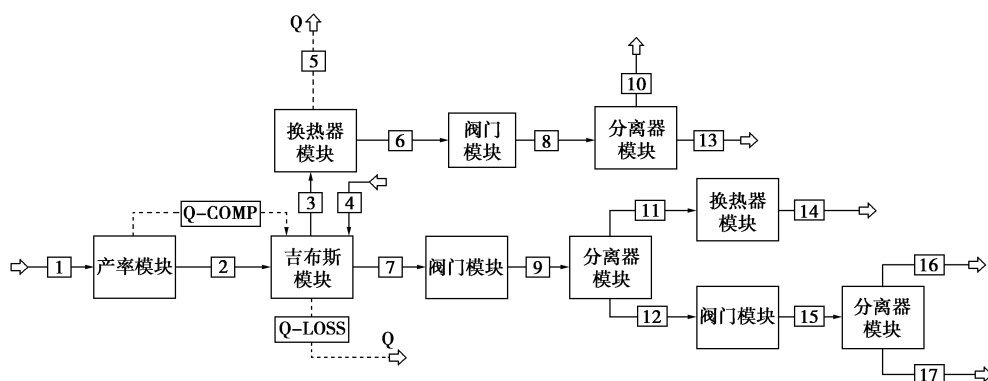 Q
5
10
换热器
模块
6
阀门
模块
8
分离器
模块
13
3
4
Q-COMP
11
换热器
模块
14
1
产率模块
2
吉布斯
模块
7
阀门模块
9
分离器
模块
16
Q-LOSS
Q
12
阀门模块
15
分离器
模块
17